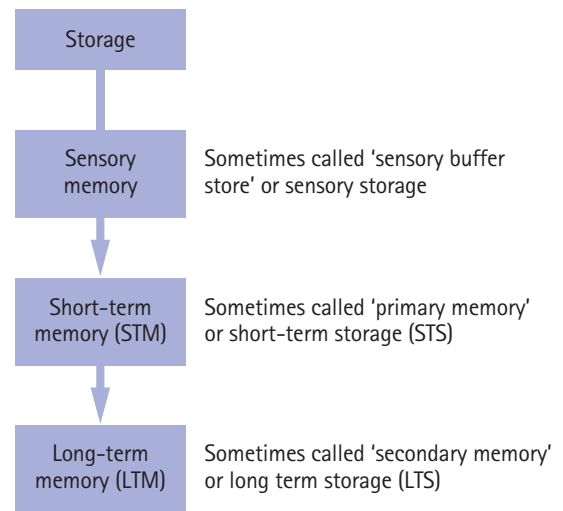 Storage
Sensory
memory
Sometimes called ‘sensory buffer
store’ or sensory storage
Short-term
memory (STM)
Sometimes called ‘primary memory’
or short-term storage (STS)
Long-term
memory (LTM)
Sometimes called ‘secondary memory’
or long term storage (LTS)